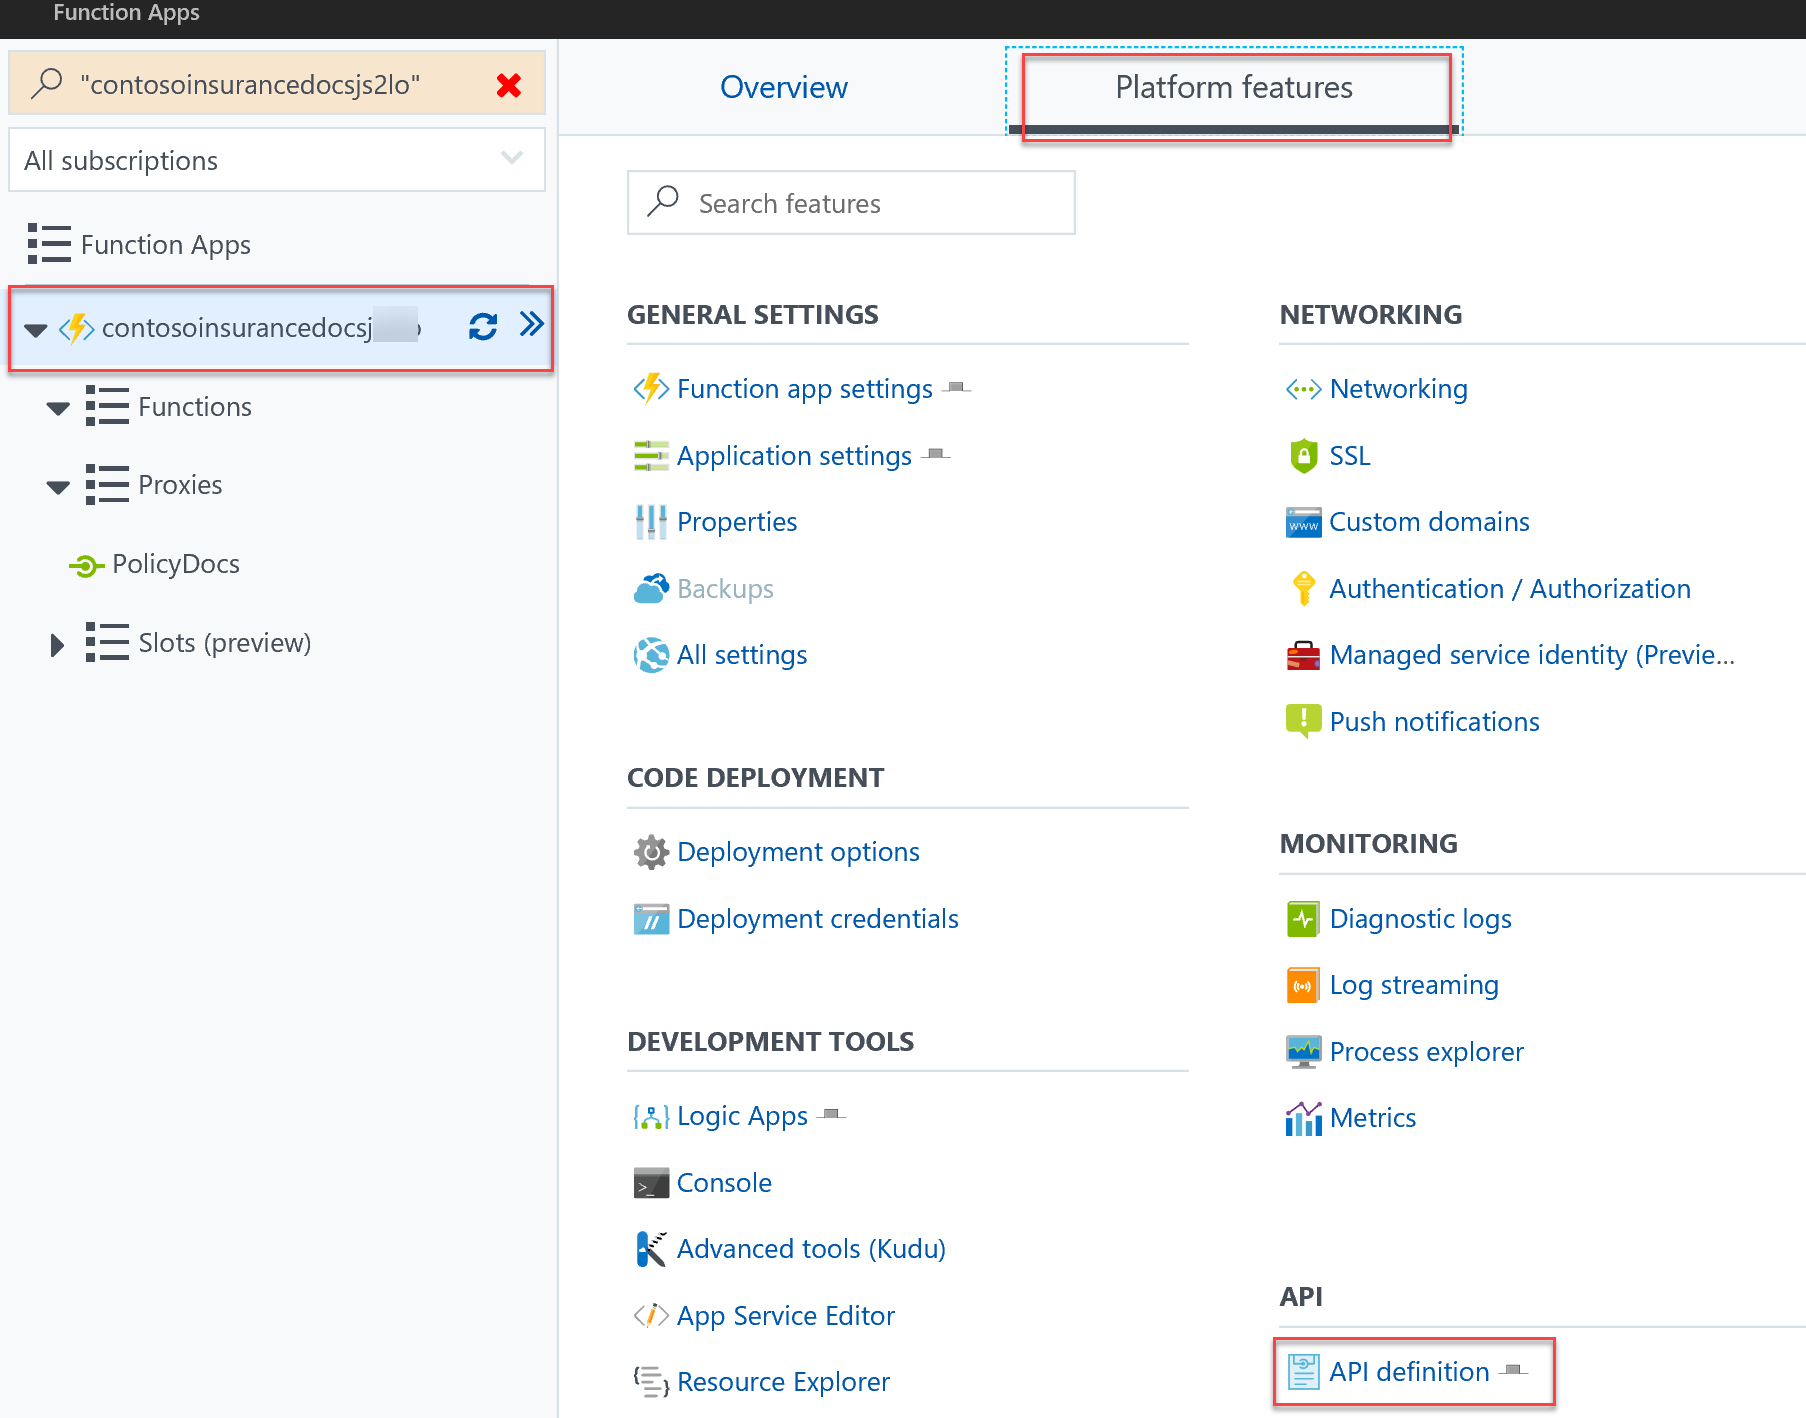 Function Apps
"contosoinsurancedocsjs2lo"
All subscriptions
Function Apps
contosoinsurancedocsj
Functions
Proxies
PolicyDocs
Slots (preview)
Overview
Platform features
Search features
GENERAL SETTINGS
Function app settings
Application settings
Properties
Backups
All settings
CODE DEPLOYMENT
Deployment options
Deployment credentials
DEVELOPMENT TOOLS
Logic Apps
Console
Advanced tools (Kudu)
App Service Editor
Resource Explorer
NETWORKING
Networking
SSL
Custom domains
Authentication / Authorization
Managed service identity (Previe...
Push notifications
MONITORING
Diagnostic logs
Log streaming
Process explorer
Metrics
API
API definition